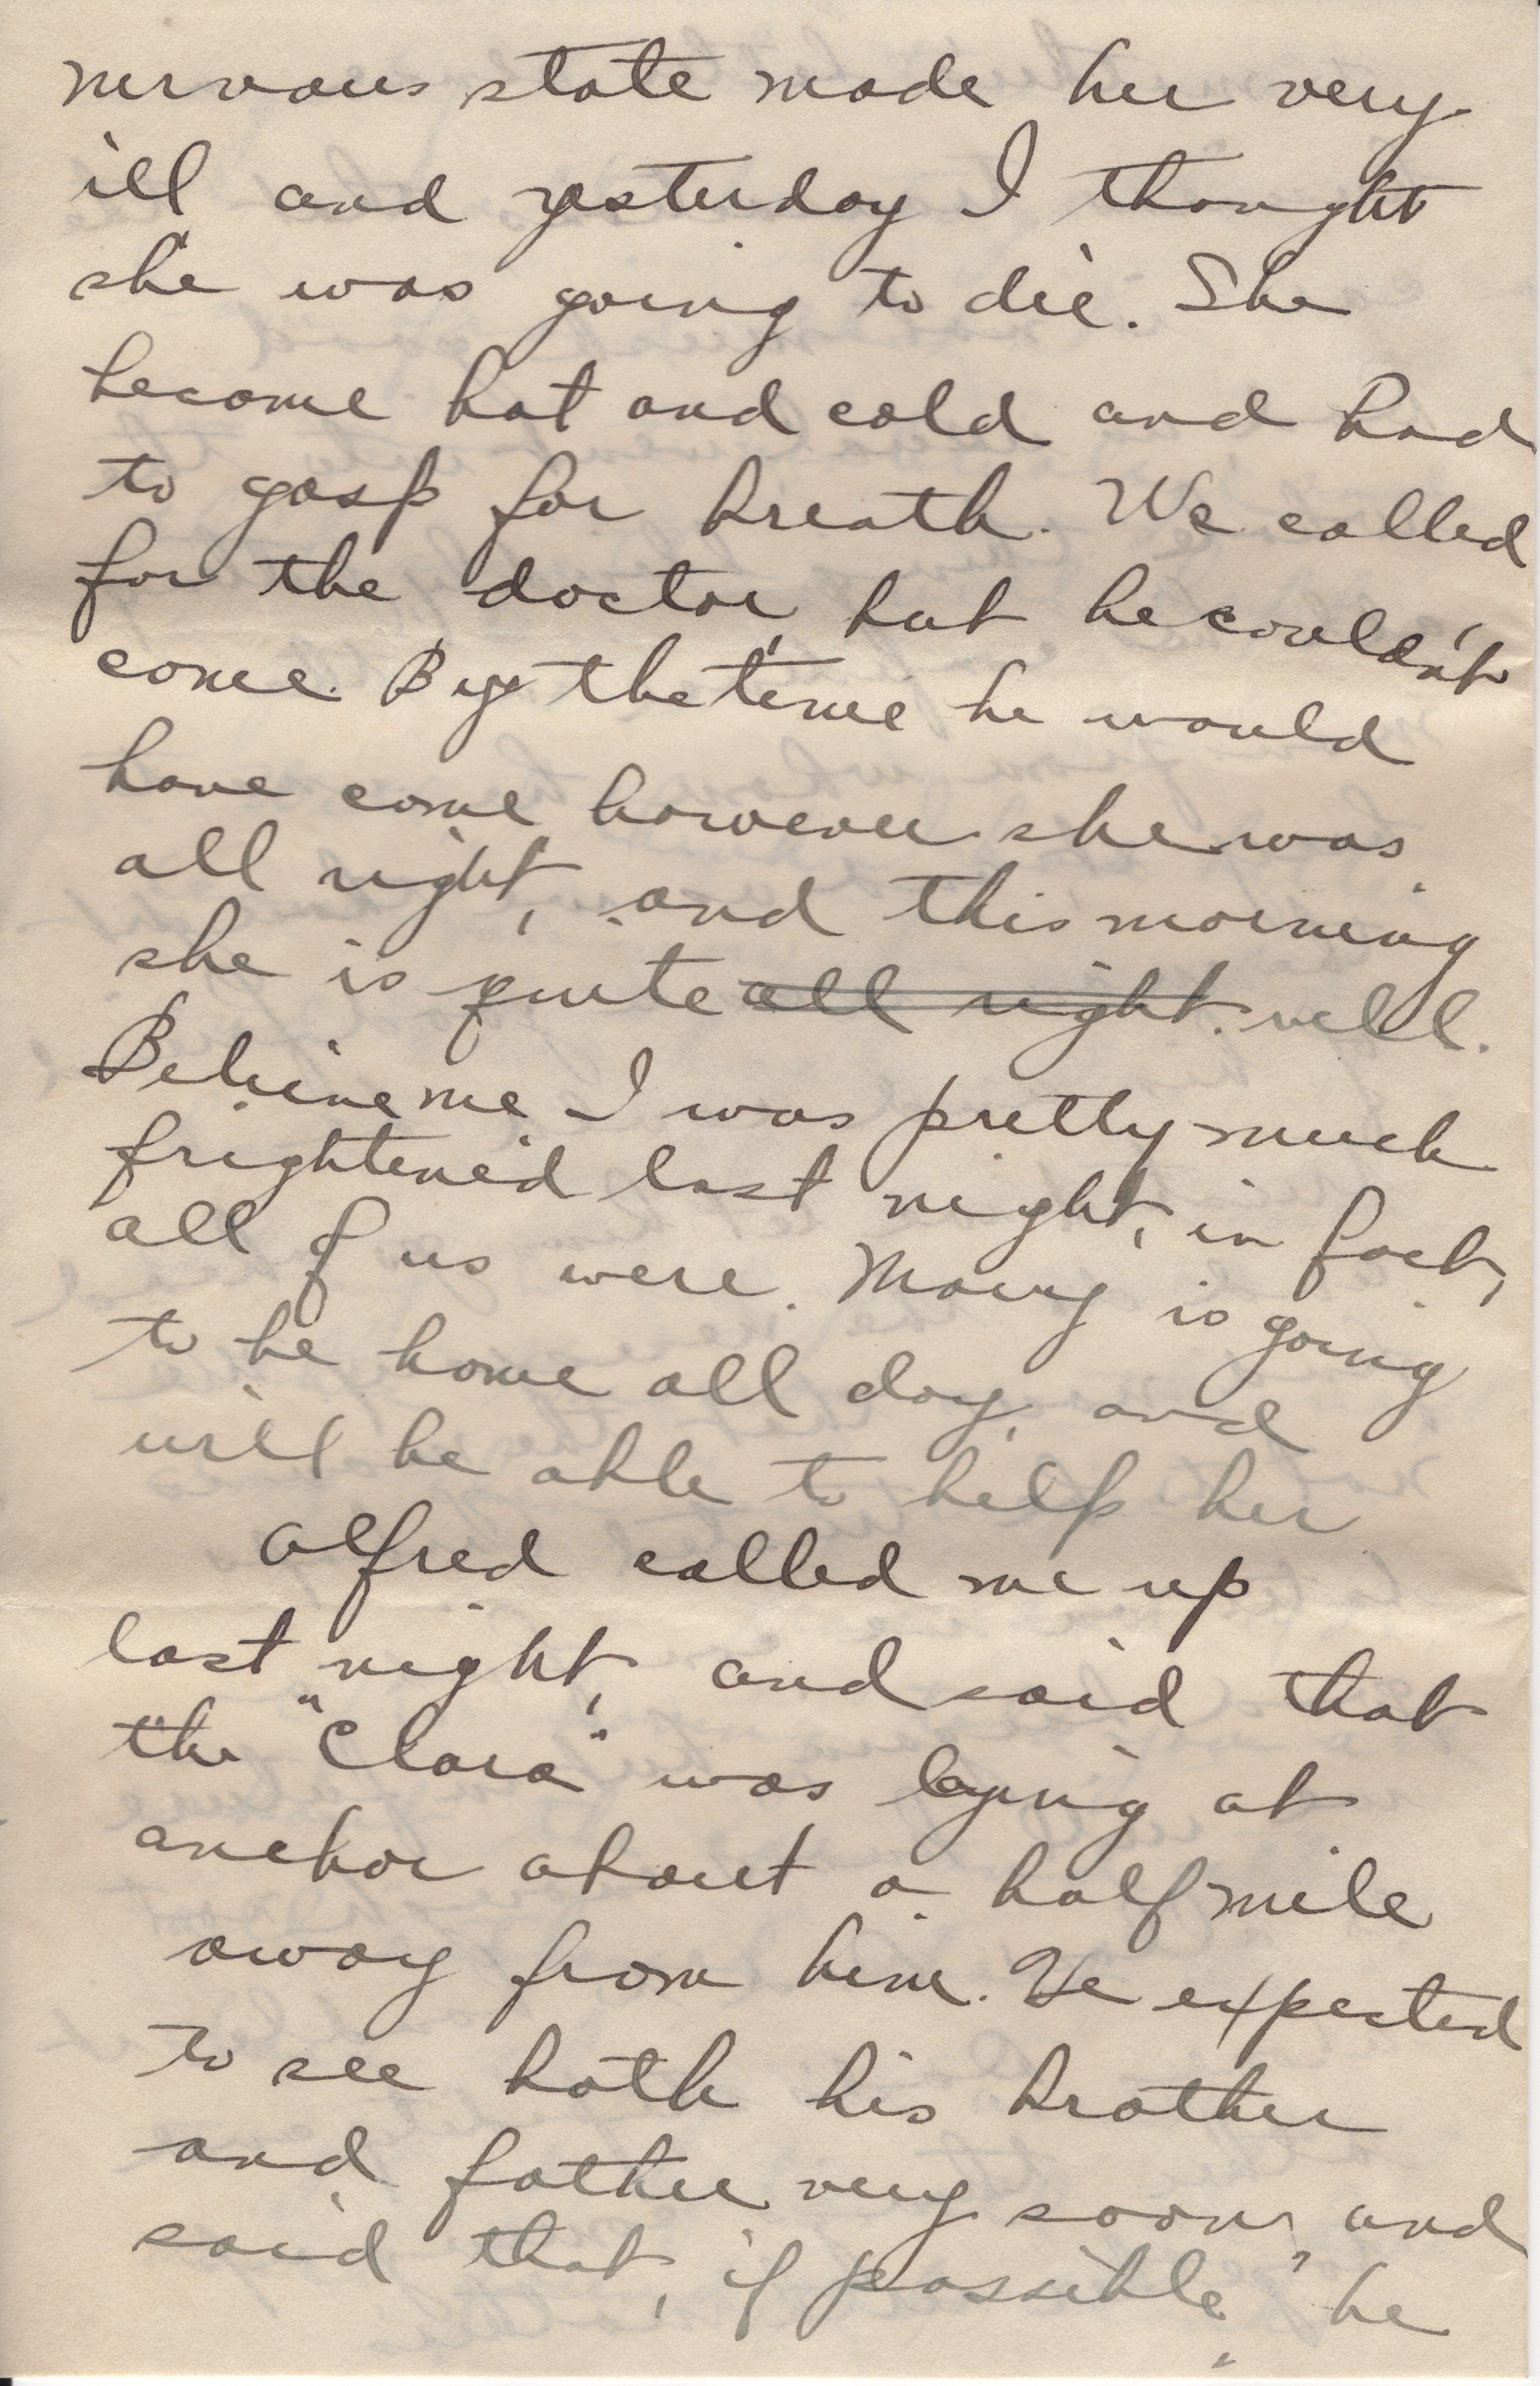 nervous state made her very
ill and yesterday I thought
she was going to die. She
become hot and cold and had
to gasp for breath. We called
for the doctor, but he couldn't
come. By the time he would
have come however she was
all right, and this morning
she is quite all right. well.
Believe me I was pretty much
frightened last night, in fact,
all of us were. Mary is going
to be home all day, and
will be able to help her
Alfred called me up
last night, and said that
the "Clara" was lying at
anchor about a half mile
away from him. He expected
to see both his brother
and father very soon, and
said that, if possible, he